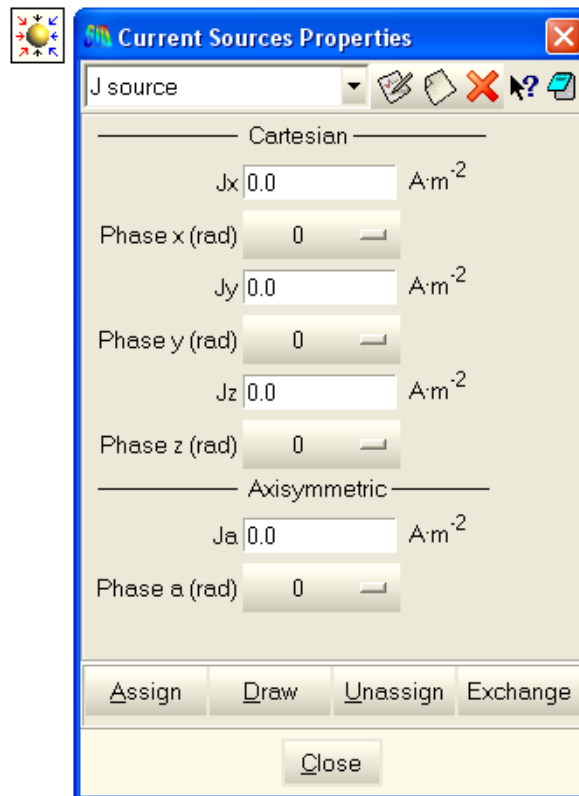 Current Sources Properties
J source
Cartesian
Jx 0.0 A·m-2
Phase x (rad) 0
Jy 0.0 A·m-2
Phase y (rad) 0
Jz 0.0 A·m-2
Phase z (rad) 0
Axisymmetric
Ja 0.0 A·m-2
Phase a (rad) 0
Assign Draw Unassign Exchange
Close